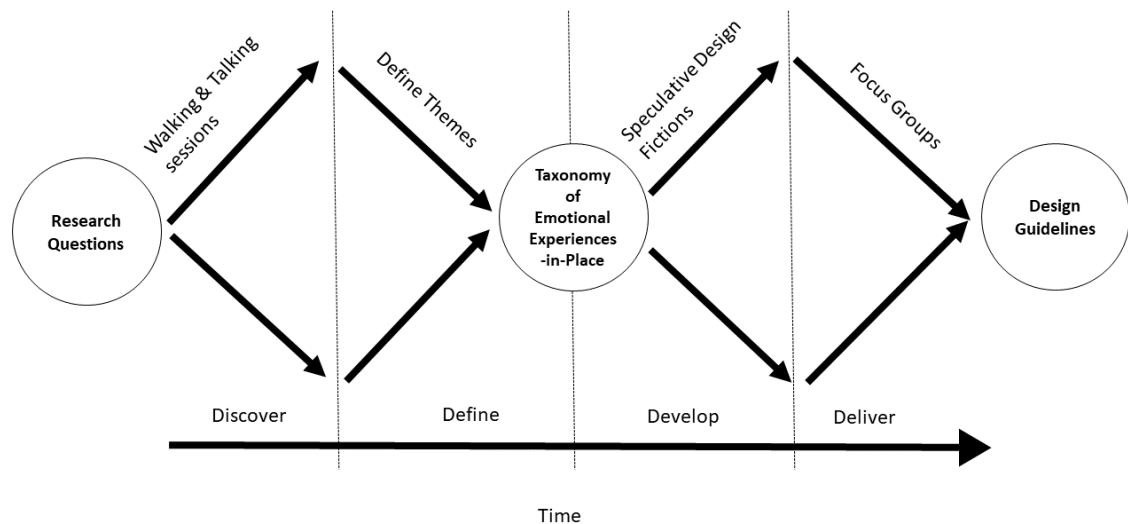 Walking & Talking
sessions
Define Themes
Speculative Design
Fictions
Focus Groups
Research
Questions
Taxonomy
of
Emotional
Experiences
-in-Place
Design
Guidelines
Discover
Define
Develop
Deliver
Time